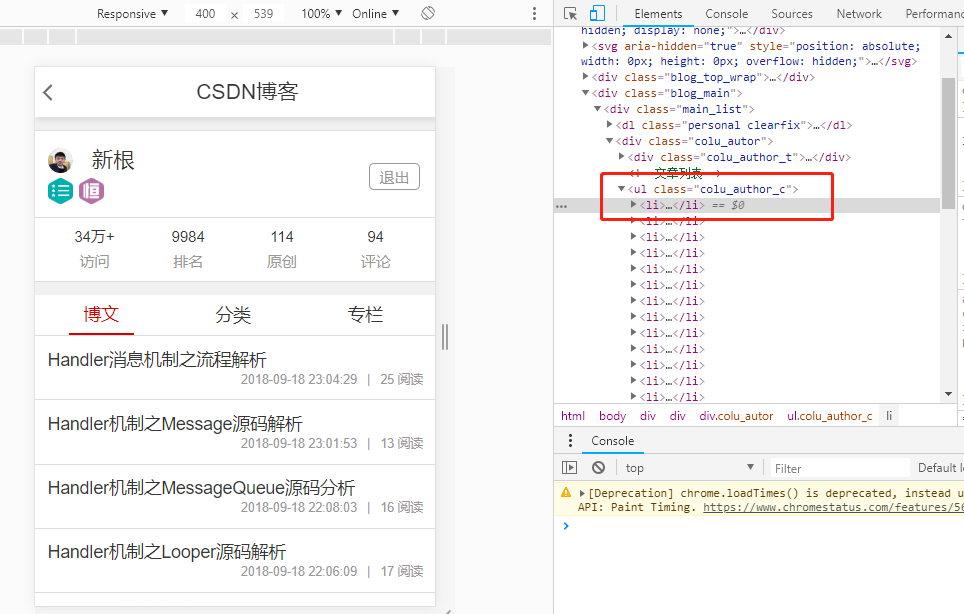 Responsive ▼ 400 × 539 100% ▼ Online ▼
CSDN博客
新根
恒
退出
34万+ 9984 114 94
访问 排名 原创 评论
博文 分类 专栏
Handler消息机制之流程解析
2018-09-18 23:04:29 | 25 阅读
Handler机制之Message源码解析
2018-09-18 23:01:53 | 13 阅读
Handler机制之MessageQueue源码分析
2018-09-18 22:08:03 | 16 阅读
Handler机制之Looper源码解析
2018-09-18 22:06:09 | 17 阅读
Elements Console Sources Network Performanc
hidden; display: none;">…</div>
▶<svg aria-hidden="true" style="position: absolute;
width: 0px; height: 0px; overflow: hidden;">…</svg>
▶<div class="blog_top_wrap">…</div>
▼<div class="blog_main">
▼<div class="main_list">
▶<dl class="personal clearfix">…</dl>
▼<div class="colu_autor">
▶<div class="colu_author_t">…</div>
文章列表
▼<ul class="colu_author_c">
… ▶<li>…</li> == $0
▶<li>…</li>
▶<li>…</li>
▶<li>…</li>
▶<li>…</li>
▶<li>…</li>
▶<li>…</li>
▶<li>…</li>
▶<li>…</li>
▶<li>…</li>
▶<li>…</li>
▶<li>…</li>
▶<li>…</li>
html body div div div.colu_autor ul.colu_author_c li
Console
top ▼ Filter Default l
▶[Deprecation] chrome.loadTimes() is deprecated, instead u
API: Paint Timing. https://www.chromestatus.com/features/56
>